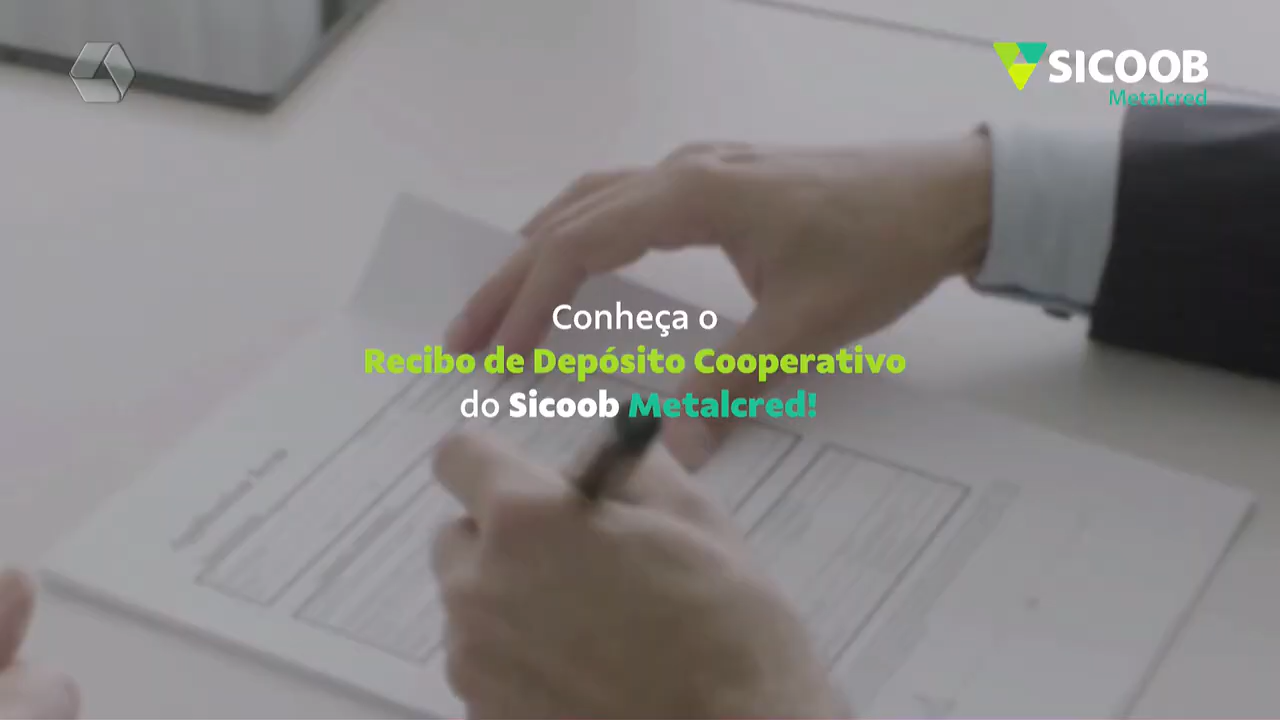 SICOOB
Metalcred
Conheça o
Recibo de Depósito Cooperativo
do Sicoob Metalcred!